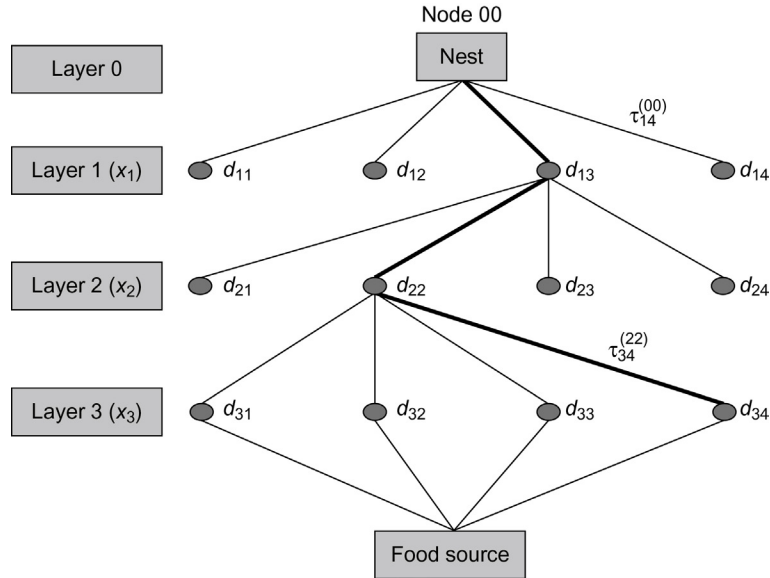 Node 00
Layer 0
Nest
τ₁₄⁽⁰⁰⁾
Layer 1 (x₁)
d₁₁
d₁₂
d₁₃
d₁₄
Layer 2 (x₂)
d₂₁
d₂₂
d₂₃
d₂₄
τ₃₄⁽²²⁾
Layer 3 (x₃)
d₃₁
d₃₂
d₃₃
d₃₄
Food source